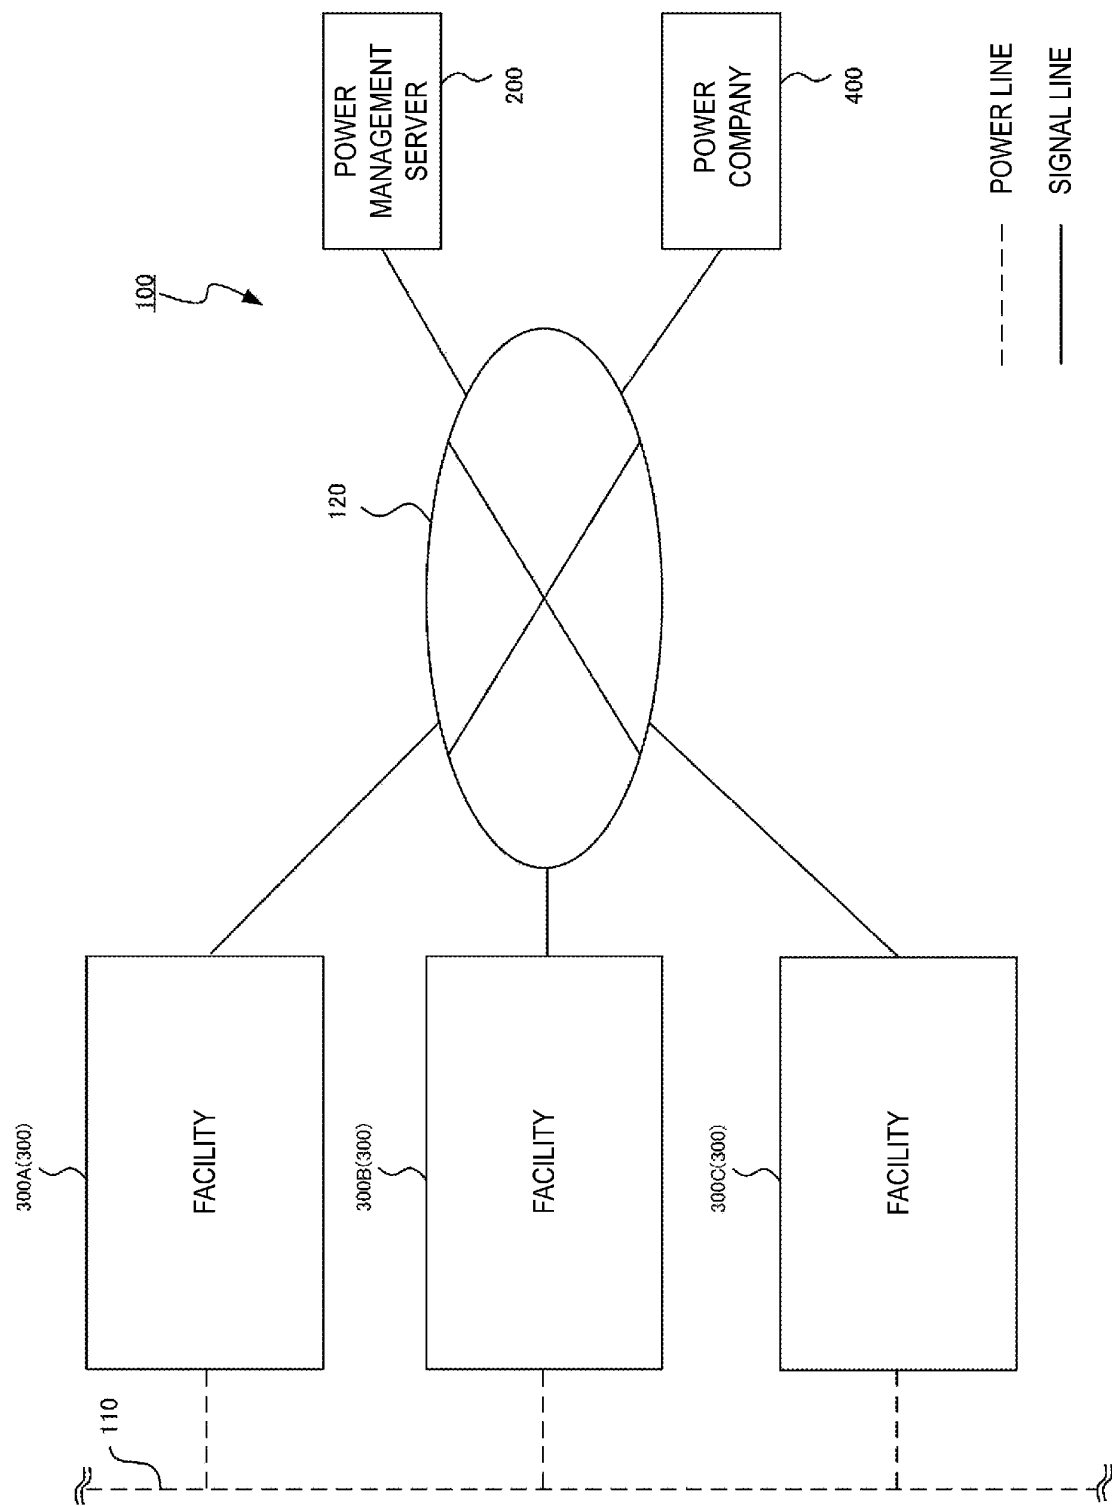 100
300A(300)
FACILITY
110
120
POWER
MANAGEMENT
SERVER
200
300B(300)
FACILITY
POWER
COMPANY
400
300C(300)
FACILITY
POWER LINE
SIGNAL LINE